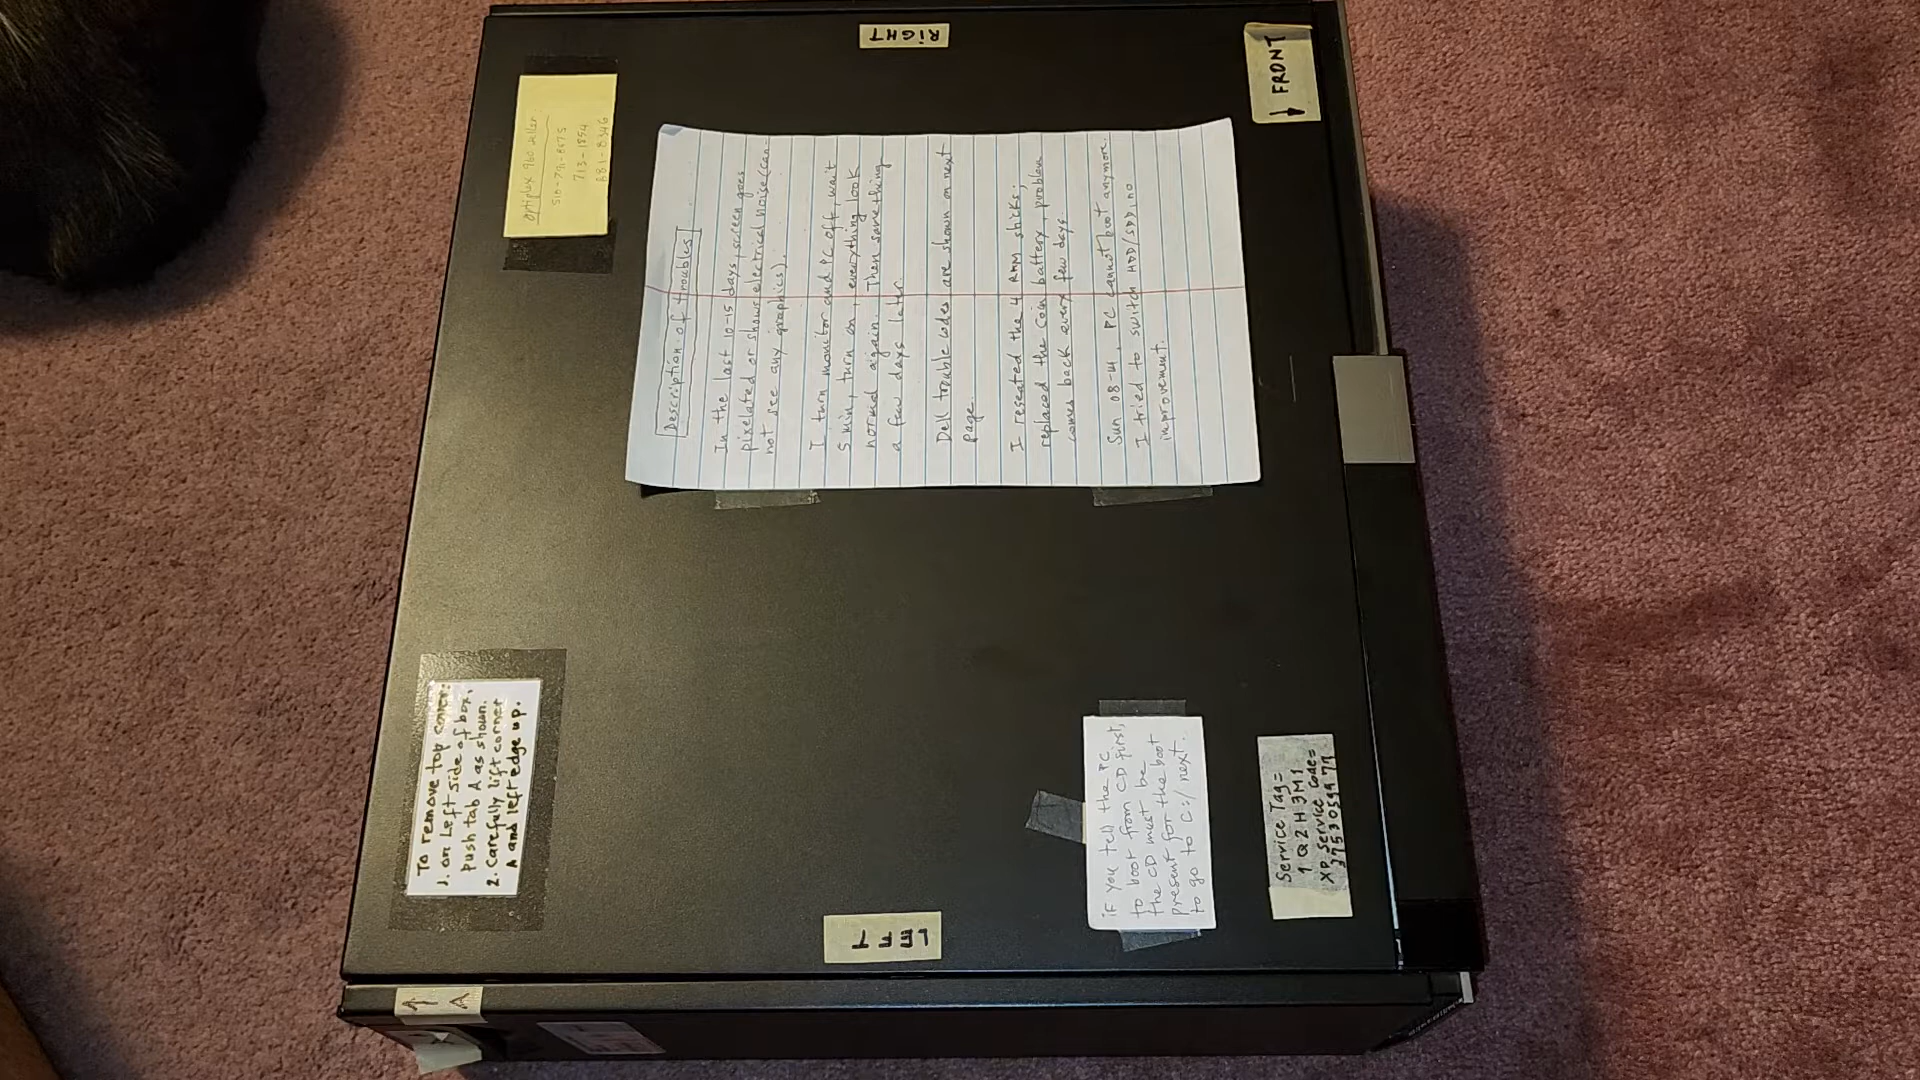 RIGHT
↓ FRONT
Optiplex 960 seller
713-1854
881-8346
Description of troubles
In the last 10-15 days, screen goes
pixelated or shows electrical noise (can-
not see any graphics).
I turn monitor and PC off, wait
5 min, turn on, everything look
normal again. Then same thing
a few days later
Dell trouble codes are shown on next
page.
I reseated the 4 RAM sticks,
replaced the coin battery, problem
comes back every few days.
Sun 08-14, PC cannot boot anymore.
I tried to switch HDD/SDD, no
improvement.
To remove top cover:
1. on Left side of box,
push tab A as shown.
2. Carefully lift corner
A and left edge up.
if you tell the PC
to boot from CD first,
the CD must be
present for the boot
to go to C:/ next.
Service Tag=
1Q2H3M1
XP Service Code=
LEFT
↑ A